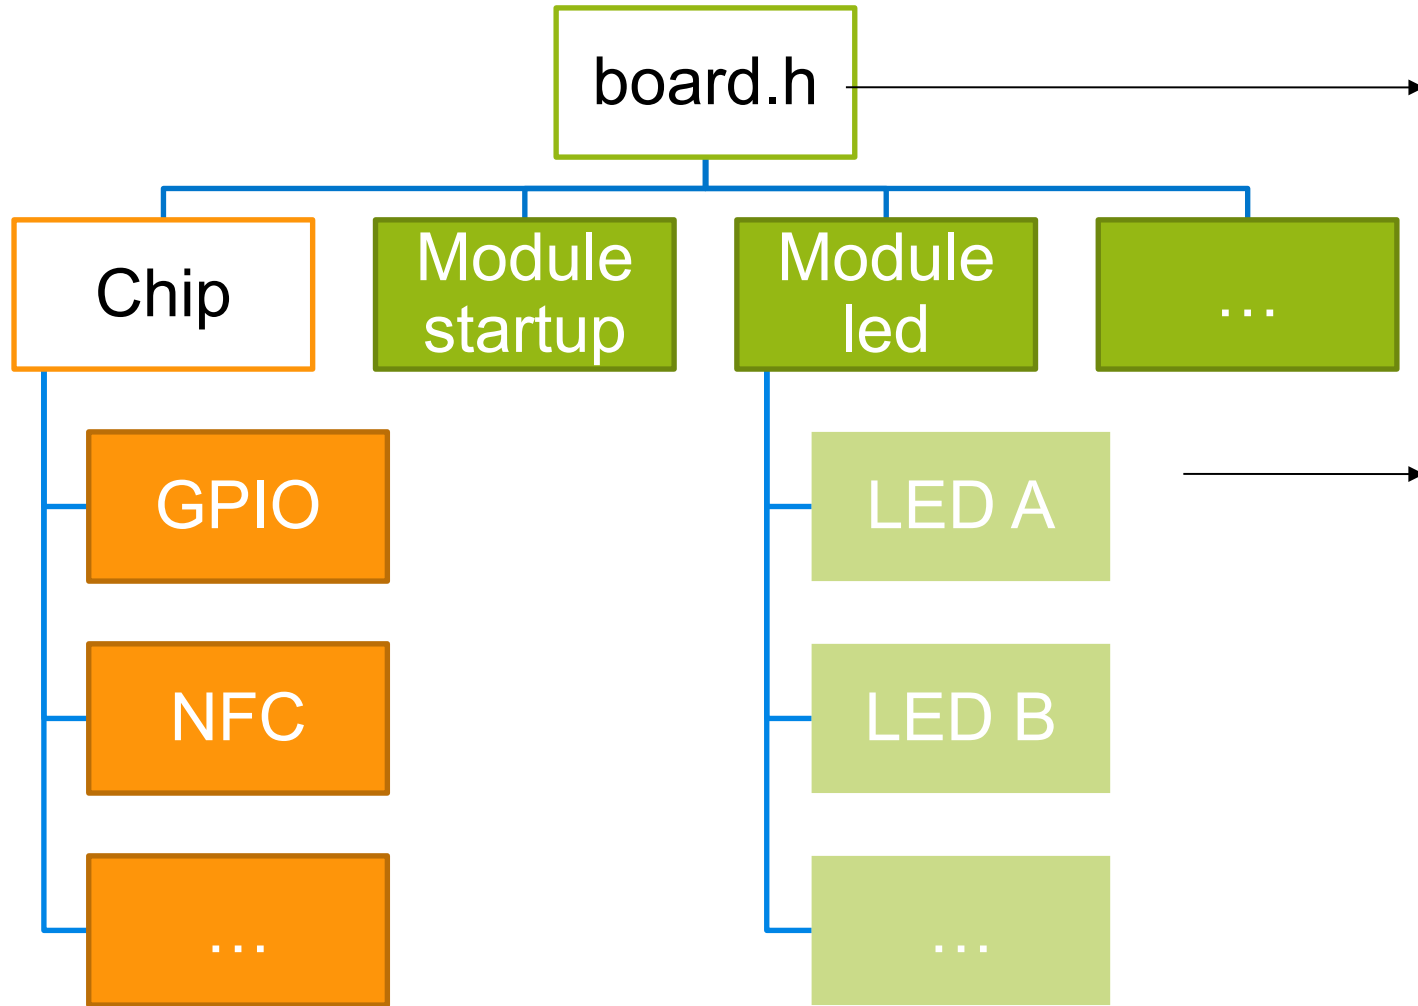 board.h
Chip
Module
startup
Module
led
…
GPIO
LED A
NFC
LED B
…
…